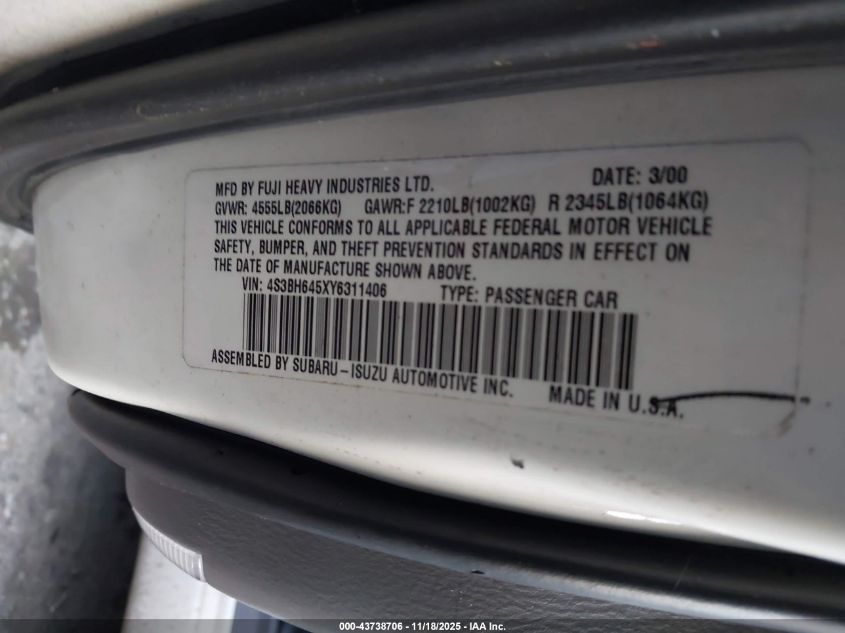 MFD BY FUJI HEAVY INDUSTRIES LTD. DATE: 3/00
GVWR: 4555LB(2066KG) GAWR:F 2210LB(1002KG) R 2345LB(1064KG)
THIS VEHICLE CONFORMS TO ALL APPLICABLE FEDERAL MOTOR VEHICLE
SAFETY, BUMPER, AND THEFT PREVENTION STANDARDS IN EFFECT ON
THE DATE OF MANUFACTURE SHOWN ABOVE.
VIN: 4S3BH645XY6311406 TYPE: PASSENGER CAR
ASSEMBLED BY SUBARU-ISUZU AUTOMOTIVE INC. MADE IN U.S.A.
000-43738706 - 11/18/2025 - IAA Inc.